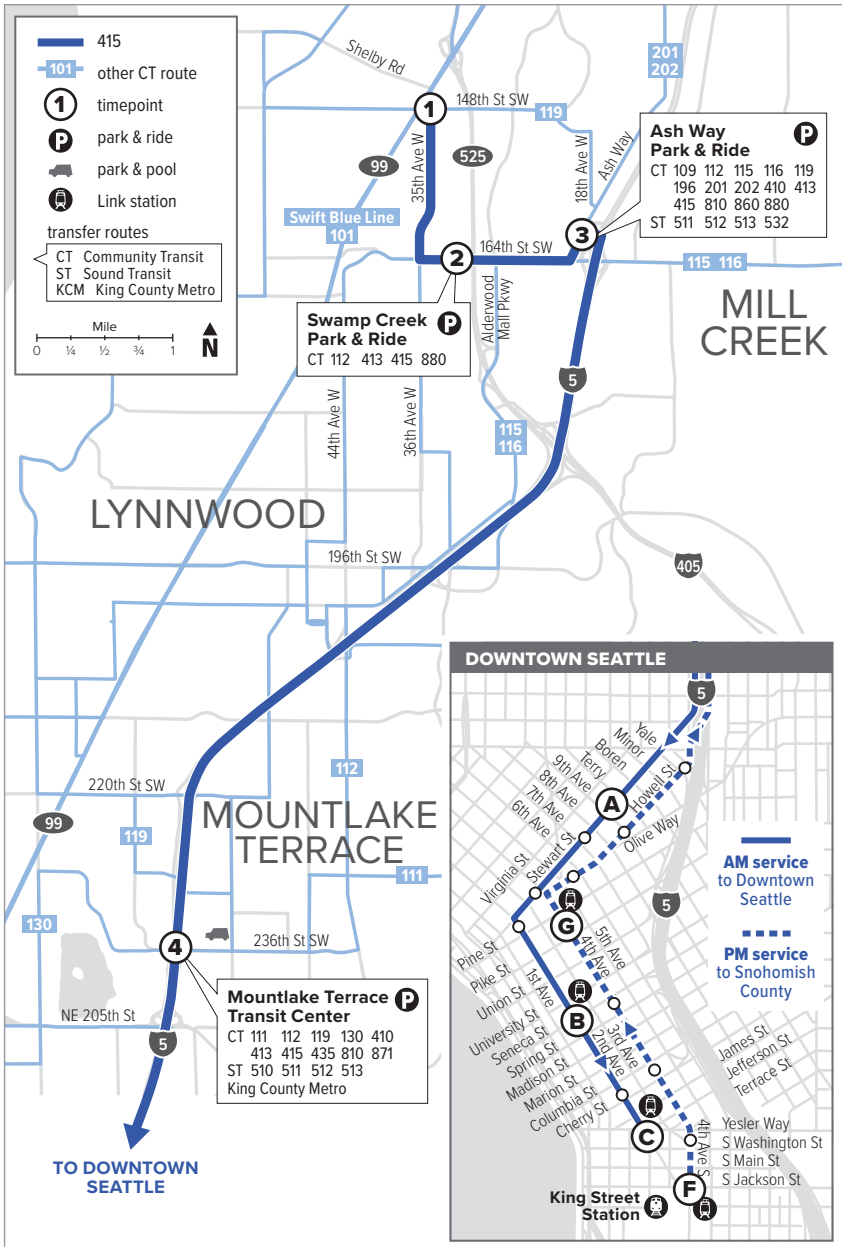 415
101
other CT route
1
timepoint
P
park & ride
park & pool
Link station
transfer routes
CT Community Transit
ST Sound Transit
KCM King County Metro
Mile
0 ¼ ½ ¾ 1
N
Shelby Rd
201
202
1
148th St SW
119
99
525
35th Ave W
18th Ave W
Ash Way
Ash Way
Park & Ride
P
CT 109 112 115 116 119
196 201 202 410 413
415 810 860 880
ST 511 512 513 532
Swift Blue Line
101
2
164th St SW
3
115 116
Alderwood
Mall Pkwy
MILL
CREEK
Swamp Creek
Park & Ride
P
CT 112 413 415 880
5
44th Ave W
36th Ave W
115
116
LYNNWOOD
196th St SW
405
220th St SW
112
99
119
MOUNTLAKE
TERRACE
111
130
4
236th St SW
NE 205th St
5
Mountlake Terrace
Transit Center
P
CT 111 112 119 130 410
413 415 435 810 871
ST 510 511 512 513
King County Metro
TO DOWNTOWN
SEATTLE
DOWNTOWN SEATTLE
5
Yale
Minor
Boren
Terry
9th Ave
8th Ave
7th Ave
6th Ave
A
Howell St
Olive Way
Stewart St
Virginia St
AM service
to Downtown
Seattle
5
PM service
to Snohomish
County
G
5th Ave
4th Ave
Pine St
Pike St
Union St
University St
Seneca St
Spring St
Madison St
Marion St
Columbia St
Cherry St
1st Ave
B
2nd Ave
3rd Ave
James St
Jefferson St
Terrace St
C
4th Ave S
Yesler Way
S Washington St
S Main St
S Jackson St
F
King Street
Station